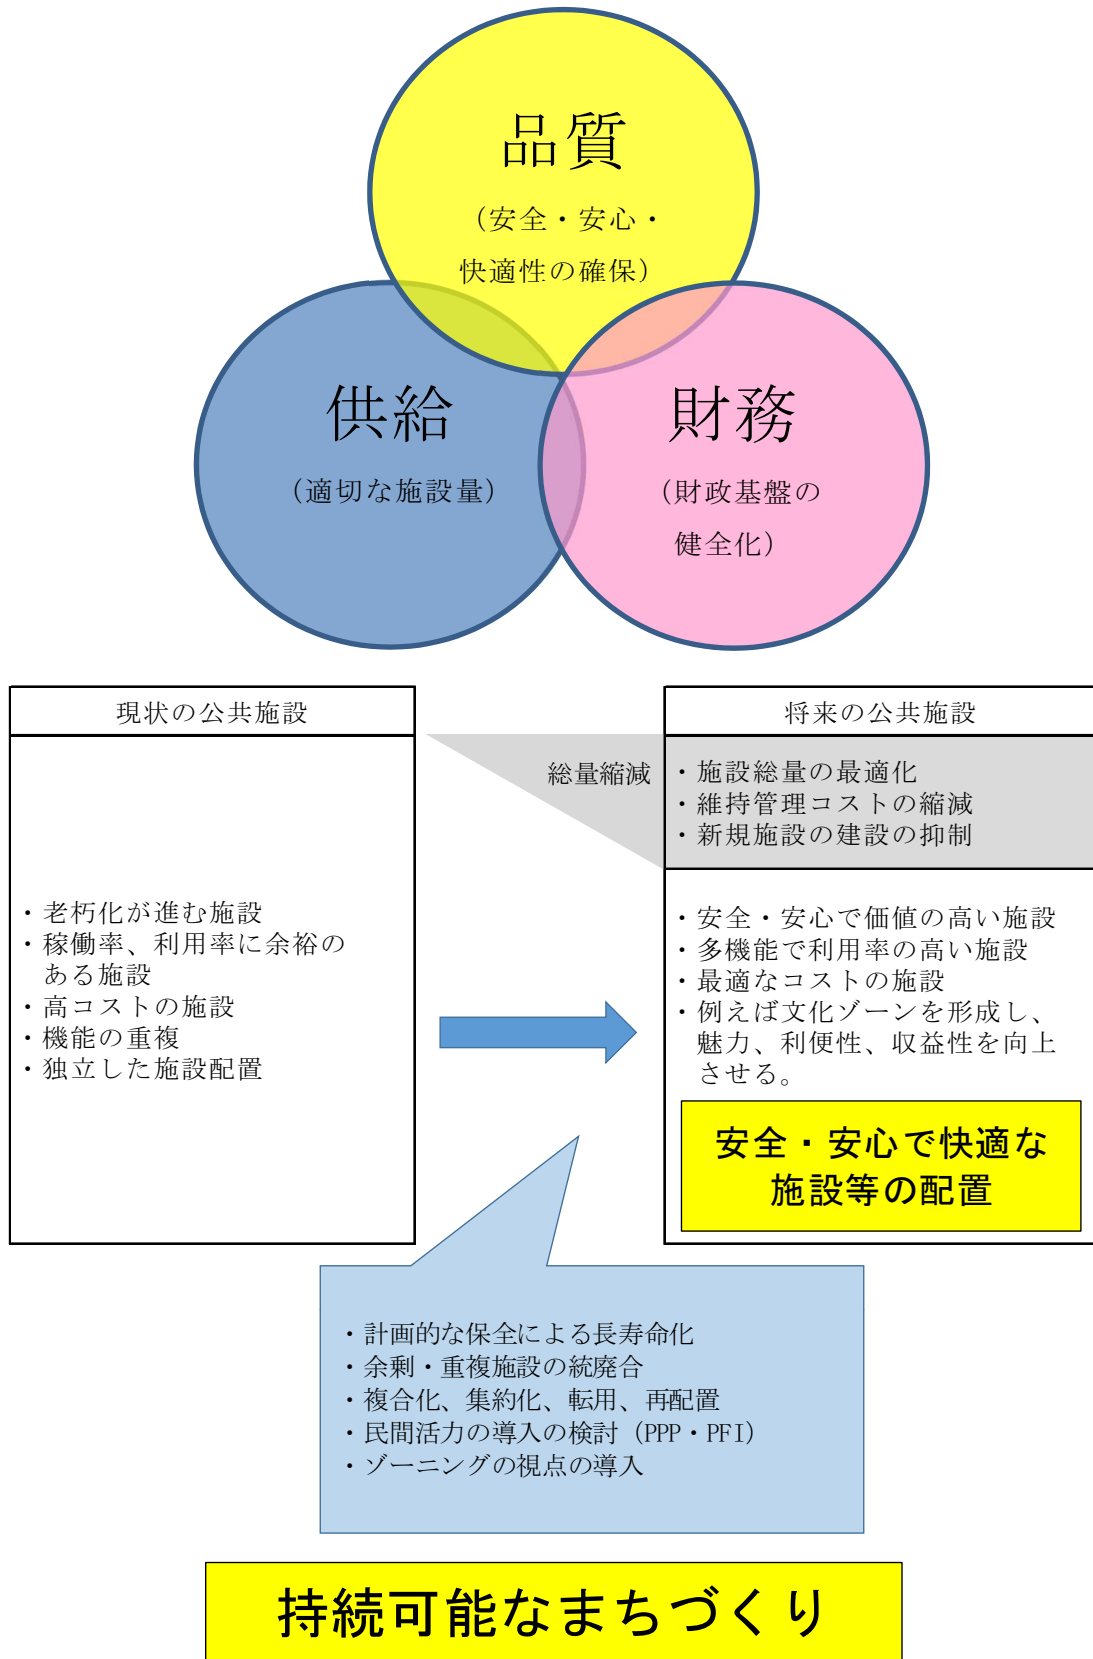 品質
（安全・安心・
快適性の確保）
供給
（適切な施設量）
財務
（財政基盤の
健全化）
現状の公共施設
・老朽化が進む施設
・稼働率、利用率に余裕の
ある施設
・高コストの施設
・機能の重複
・独立した施設配置
総量縮減
将来の公共施設
・施設総量の最適化
・維持管理コストの縮減
・新規施設の建設の抑制
・安全・安心で価値の高い施設
・多機能で利用率の高い施設
・最適なコストの施設
・例えば文化ゾーンを形成し、
魅力、利便性、収益性を向上
させる。
安全・安心で快適な
施設等の配置
・計画的な保全による長寿命化
・余剰・重複施設の統廃合
・複合化、集約化、転用、再配置
・民間活力の導入の検討（PPP・PFI）
・ゾーニングの視点の導入
持続可能なまちづくり